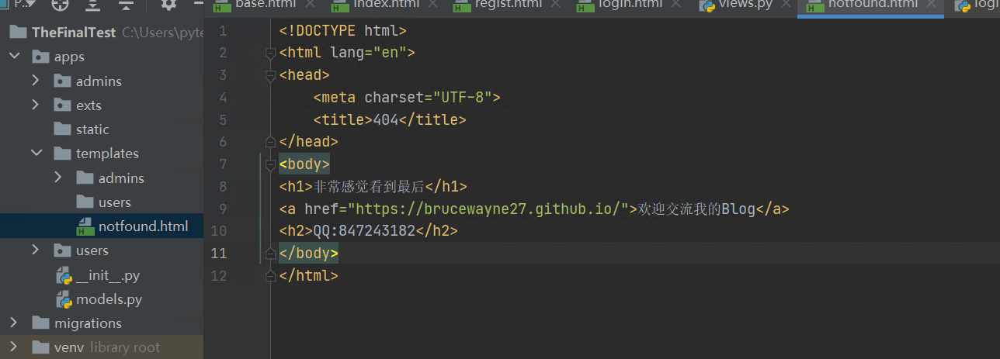 P..
base.html
index.html
regist.html
login.html
views.py
notfound.html
TheFinalTest C:\Users\pyte
apps
admins
exts
static
templates
admins
users
notfound.html
users
__init__.py
models.py
migrations
venv library root
1 <!DOCTYPE html>
2 <html lang="en">
3 <head>
4 <meta charset="UTF-8">
5 <title>404</title>
6 </head>
7 <body>
8 <h1>非常感觉看到最后</h1>
9 <a href="https://brucewayne27.github.io/">欢迎交流我的Blog</a>
10 <h2>QQ:847243182</h2>
11 </body>
12 </html>